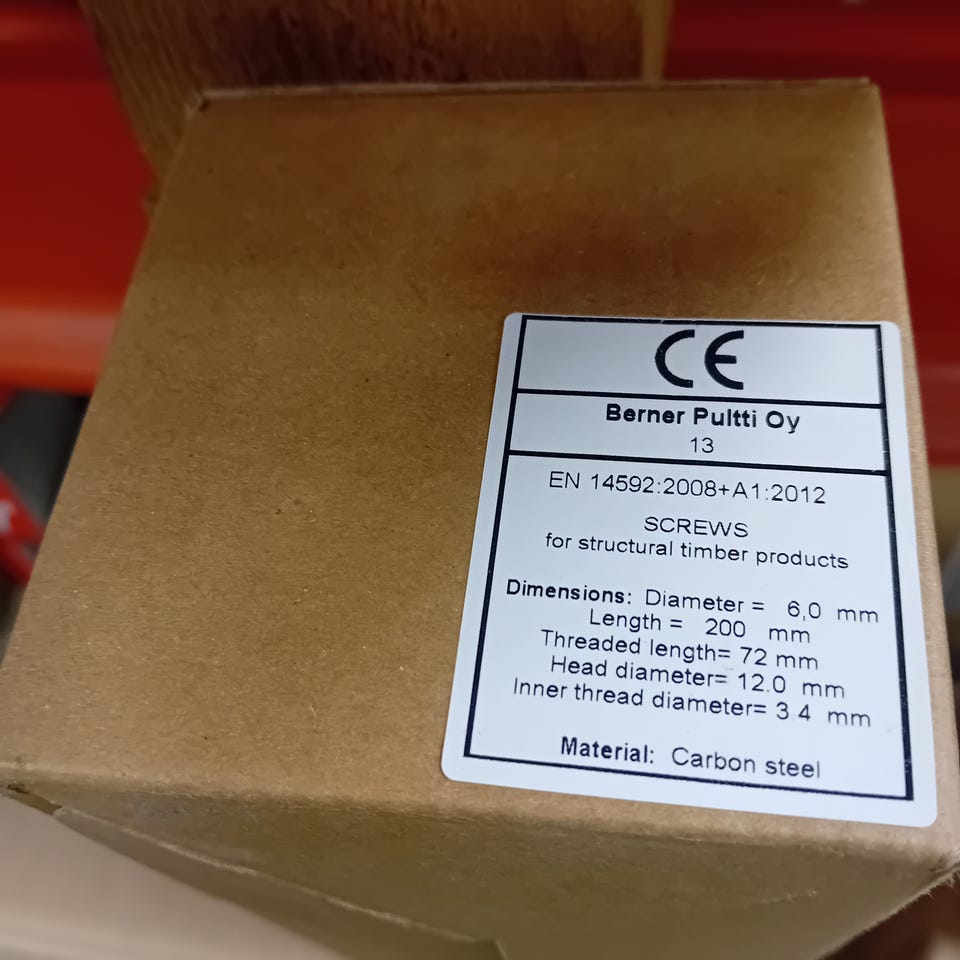 CE
Berner Pultti Oy
13
EN 14592:2008+A1:2012
SCREWS
for structural timber products
Dimensions: Diameter = 6,0 mm
Length = 200 mm
Threaded length= 72 mm
Head diameter= 12.0 mm
Inner thread diameter= 3.4 mm
Material: Carbon steel